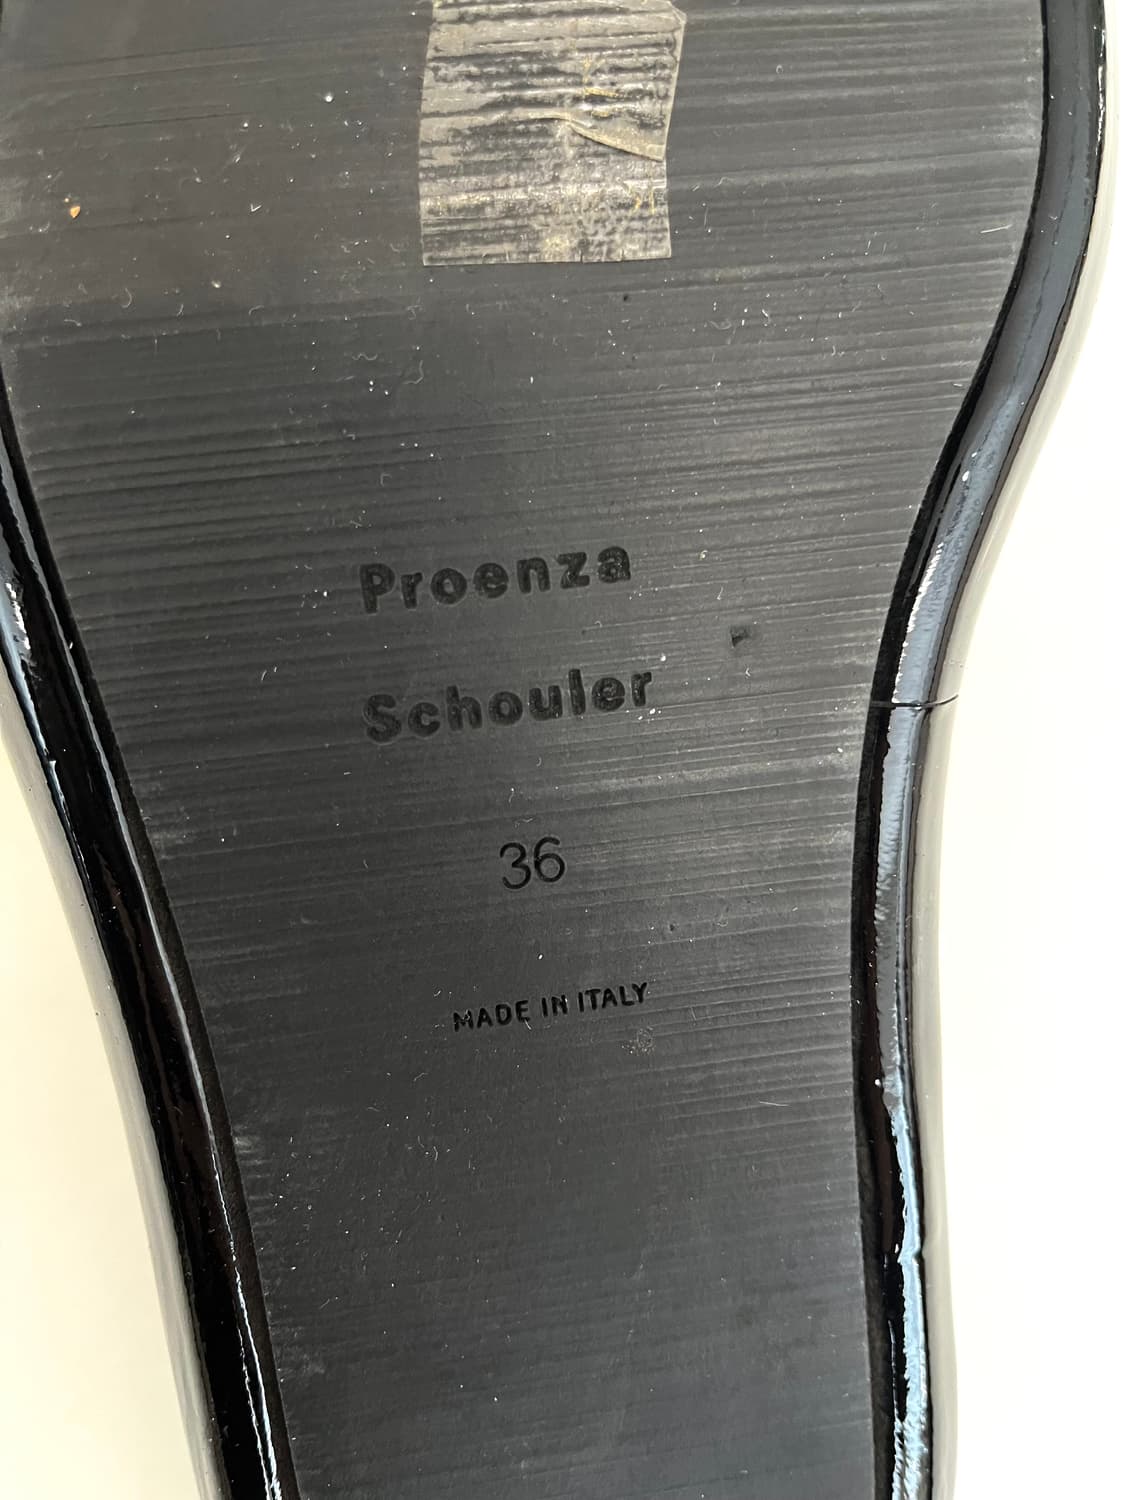 Proenza
Schouler
36
MADE IN ITALY